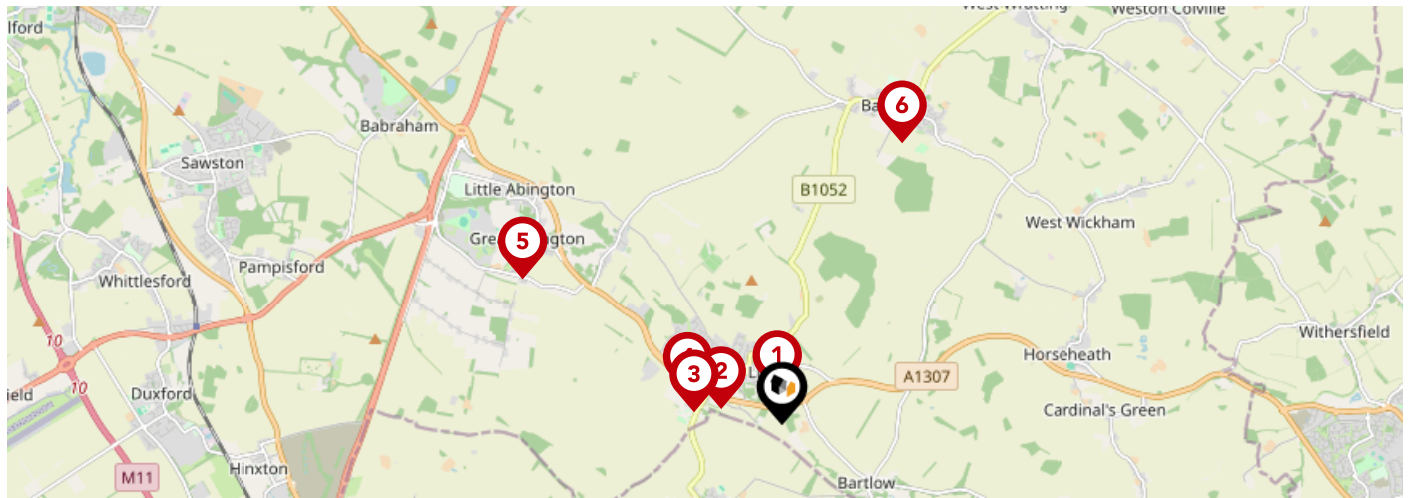 West Wratting
Weston Colville
lford
Ba
6
Babraham
Sawston
Little Abington
B1052
West Wickham
5
Gre
gton
Pampisford
Whittlesford
10
10
1
2
3
L
Withersfield
Horseheath
A1307
ield
Duxford
Cardinal's Green
Hinxton
M11
Bartlow